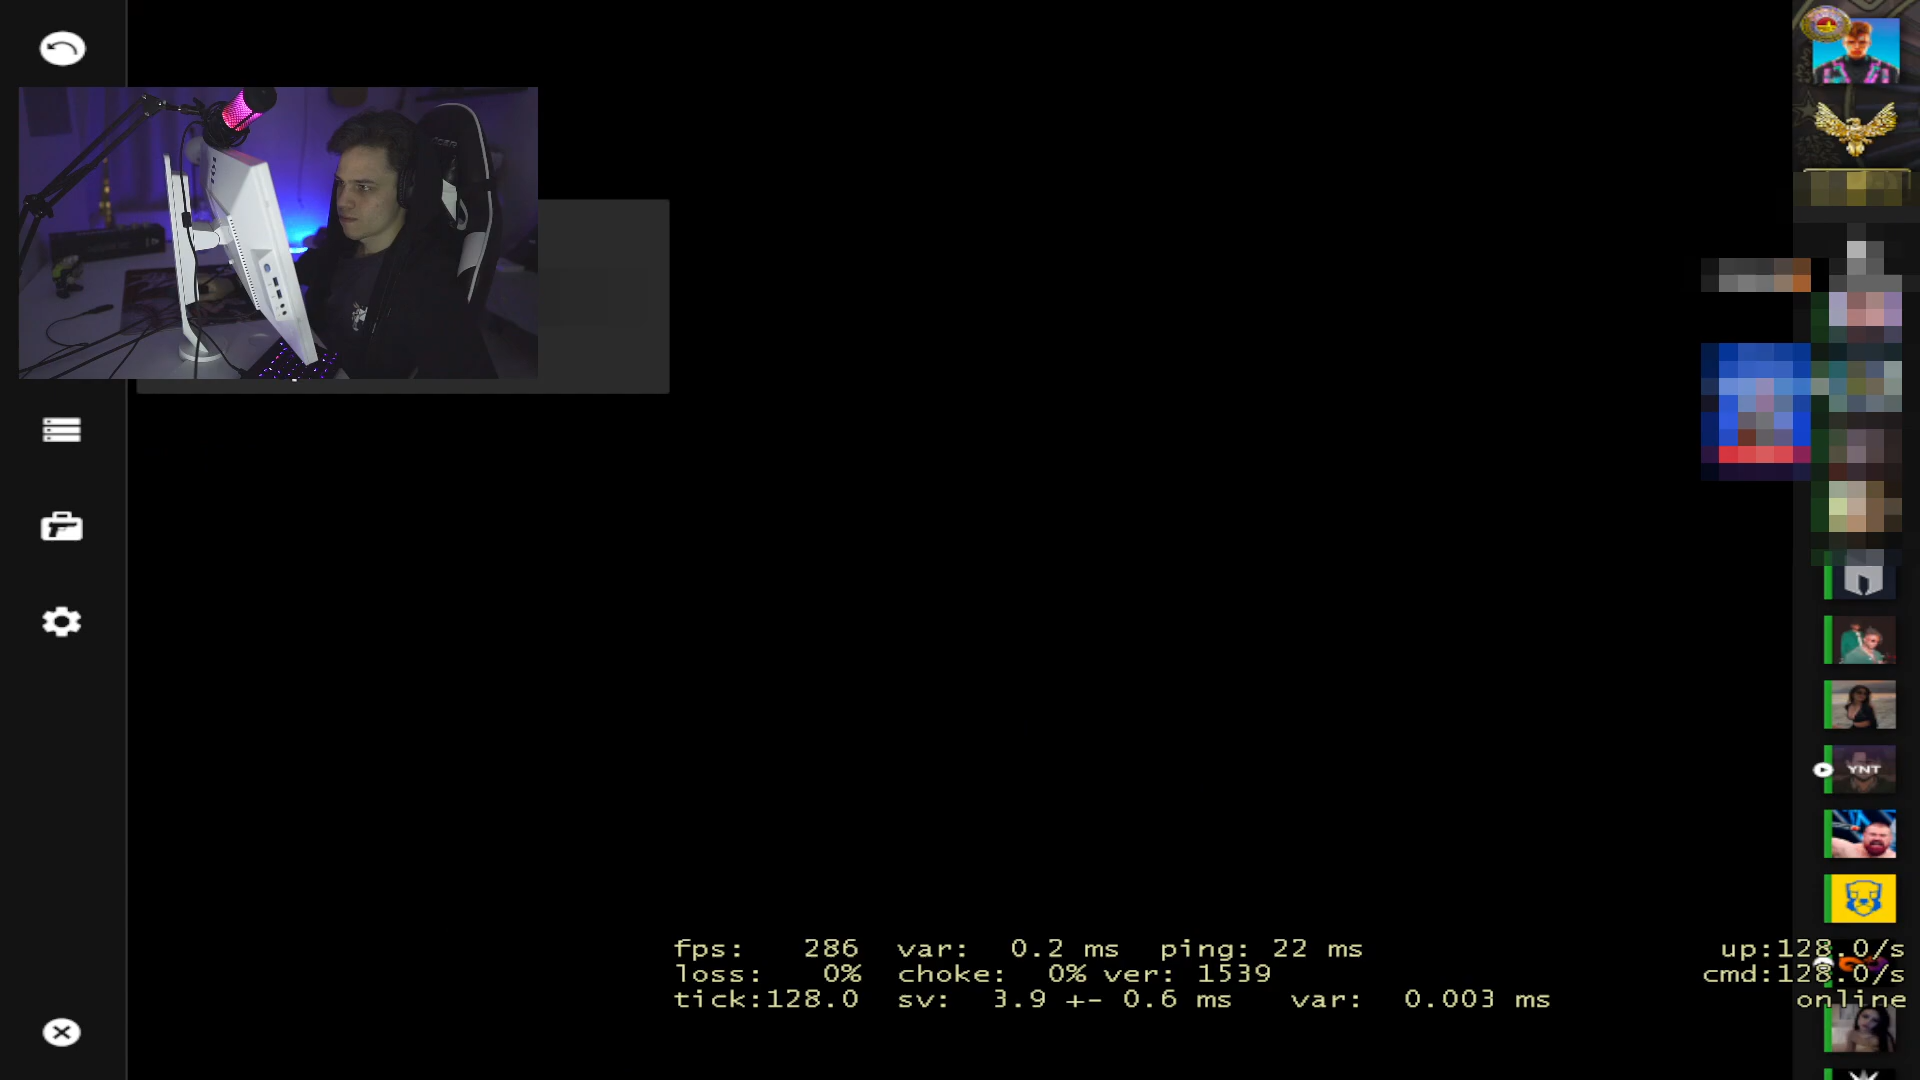 YNT
fps: 286 var: 0.2 ms ping: 22 ms up:128.0/s
loss: 0% choke: 0% ver: 1539 cmd:128.0/s
tick:128.0 sv: 3.9 +- 0.6 ms var: 0.003 ms online